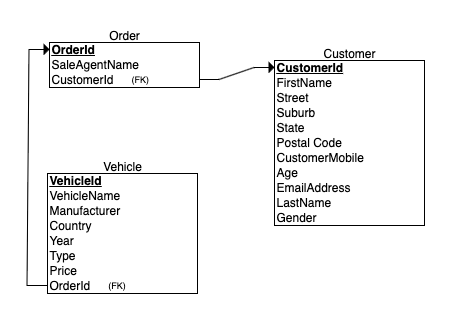 Order
OrderId
SaleAgentName
CustomerId (FK)
Customer
CustomerId
FirstName
Street
Suburb
State
Postal Code
CustomerMobile
Age
EmailAddress
LastName
Gender
Vehicle
VehicleId
VehicleName
Manufacturer
Country
Year
Type
Price
OrderId (FK)